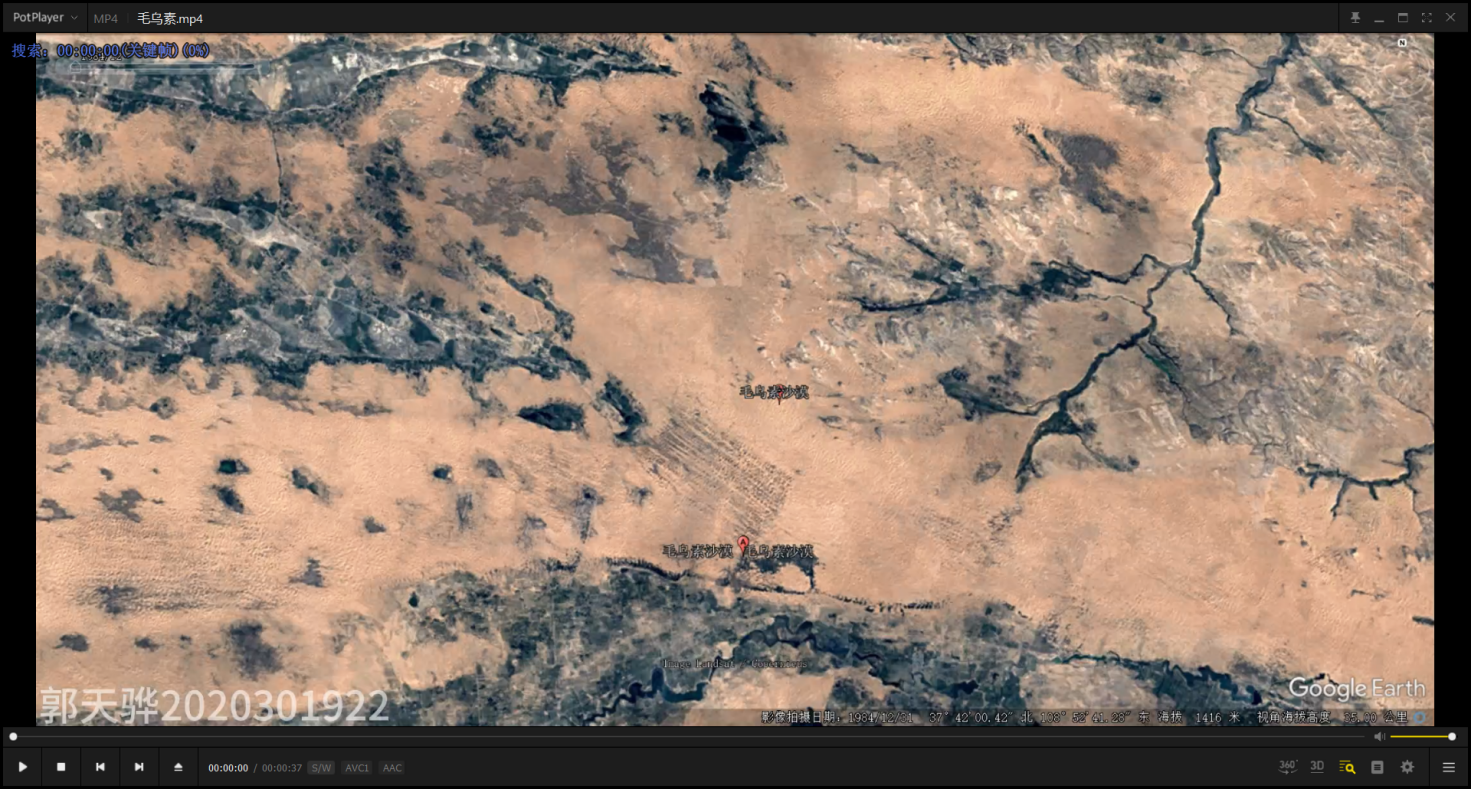 PotPlayer MP4 毛乌素.mp4
搜索: 00:00:00(关键帧)(0%)
N
毛乌素沙漠
A
毛乌素沙漠 毛乌素沙漠
Image Landsat / Copernicus
Google Earth
郭天骅2020301922
影像拍摄日期: 1984/12/31 37°42'00.42" 北 108°52'41.28" 东 海拔 1416 米 视角海拔高度 35.00 公里
00:00:00 / 00:00:37 S/W AVC1 AAC
360° 3D